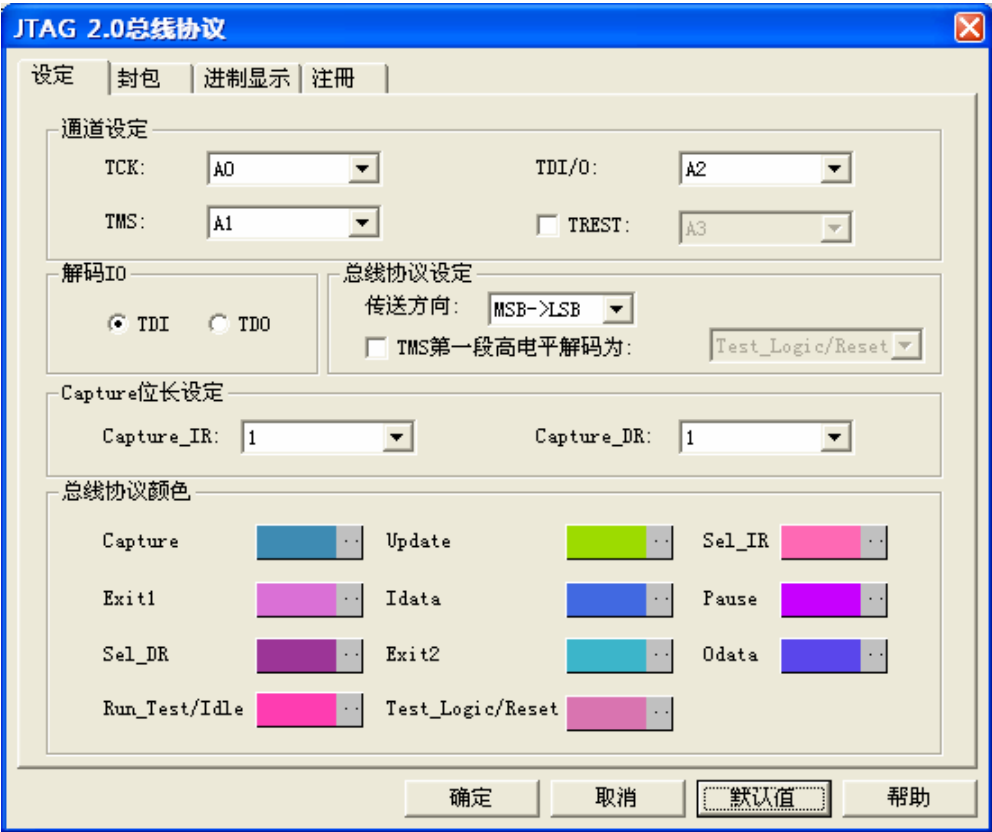 JTAG 2.0总线协议
设定 封包 进制显示 注冊
通道设定
TCK: A0 TDI/O: A2
TMS: A1 TREST: A3
解码IO 总线协议设定
TDI TDO 传送方向: MSB->LSB
TMS第一段高电平解码为: Test_Logic/Reset
Capture位长设定
Capture_IR: 1 Capture_DR: 1
总线协议颜色
Capture .. Update .. Sel_IR ..
Exit1 .. Idata .. Pause ..
Sel_DR .. Exit2 .. Odata ..
Run_Test/Idle .. Test_Logic/Reset ..
确定 取消 默认值 帮助